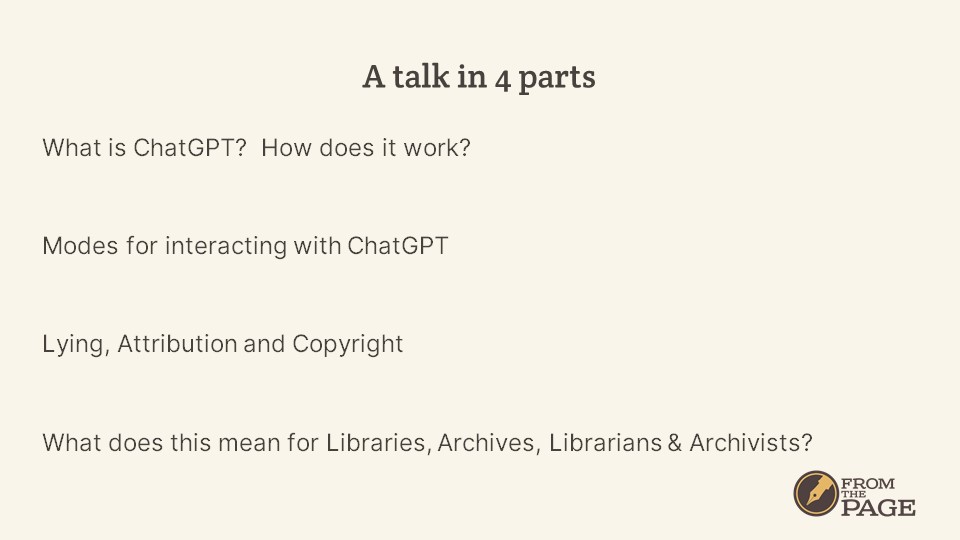 A talk in 4 parts
What is ChatGPT?  How does it work?
Modes for interacting with ChatGPT
Lying, Attribution and Copyright
What does this mean for Libraries, Archives, Librarians & Archivists?
FROM
THE
PAGE